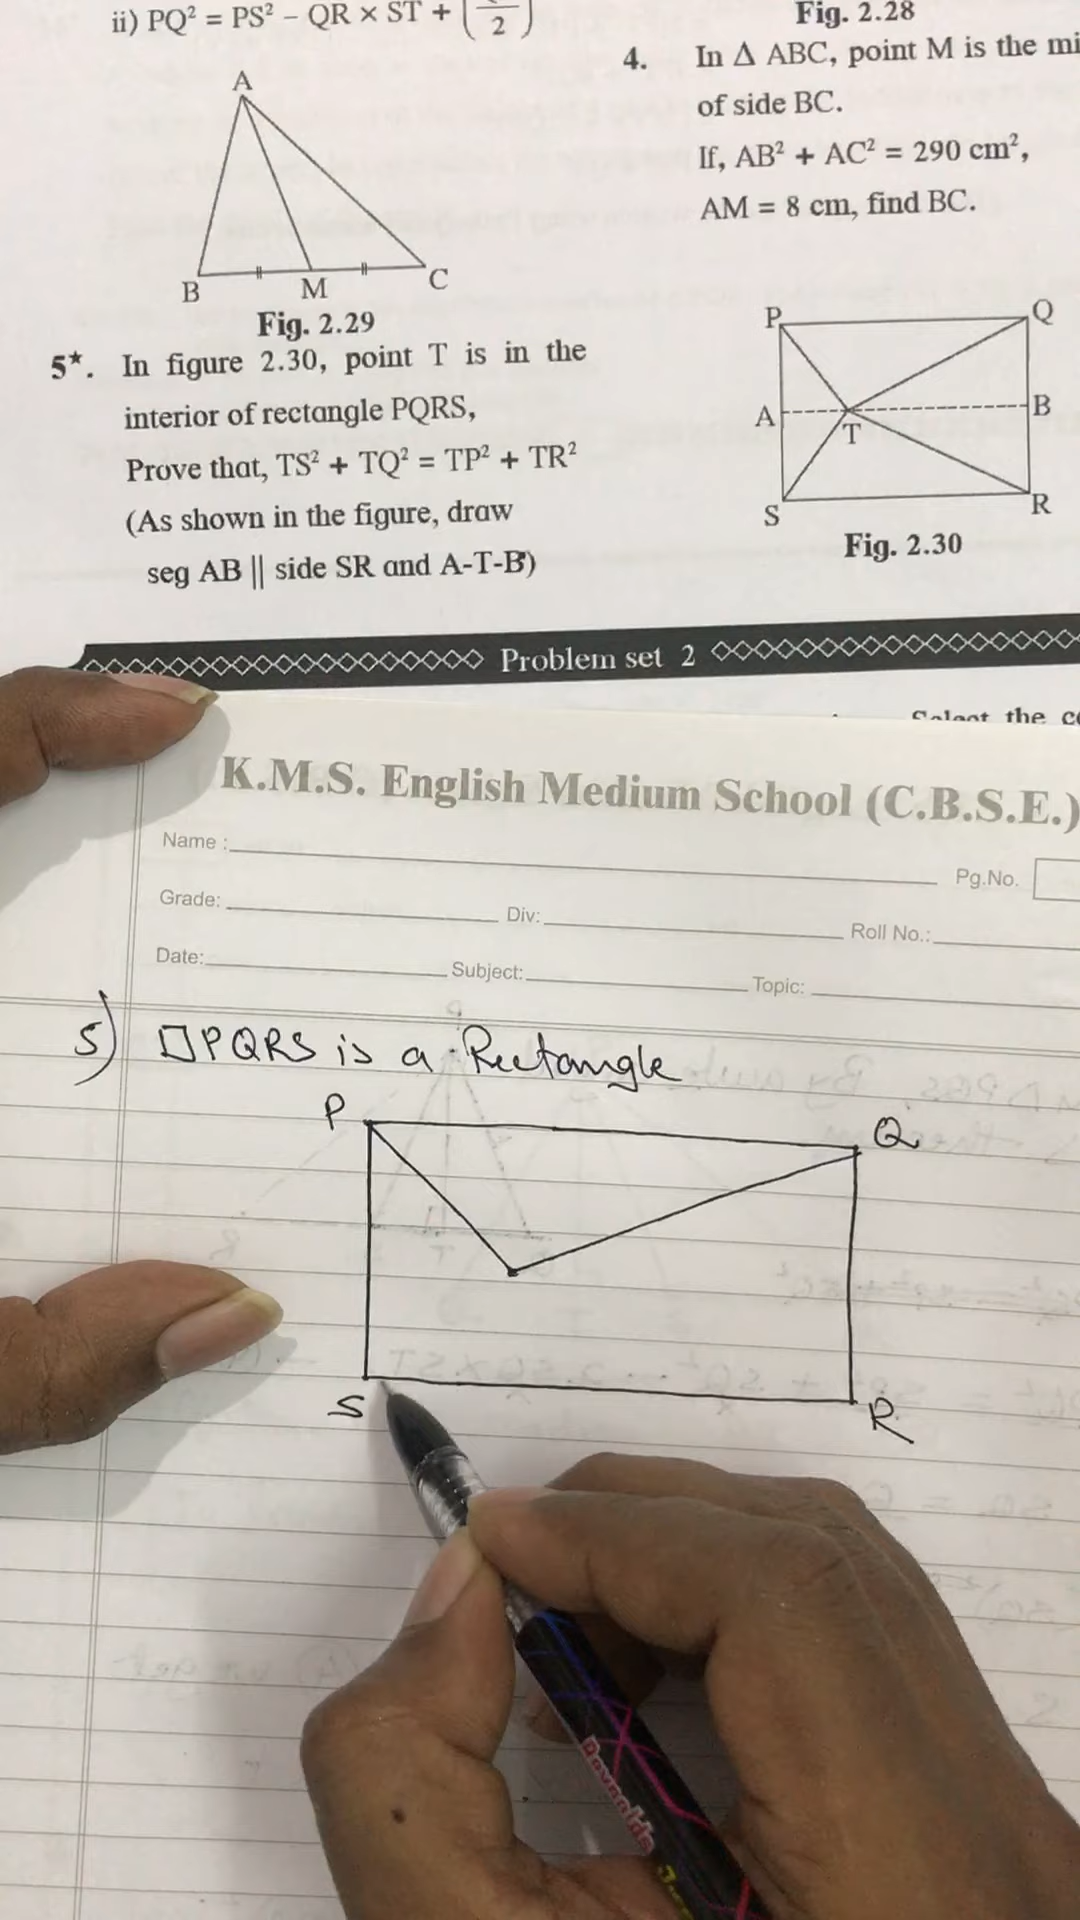 ii) PQ² = PS² − QR × ST + ( 2 )
Fig. 2.28
4. In Δ ABC, point M is the mi
of side BC.
If, AB² + AC² = 290 cm²,
AM = 8 cm, find BC.
A
B
M
C
Fig. 2.29
5*. In figure 2.30, point T is in the
interior of rectangle PQRS,
Prove that, TS² + TQ² = TP² + TR²
(As shown in the figure, draw
seg AB || side SR and A-T-B)
P
Q
A
T
B
S
R
Fig. 2.30
Problem set 2
the
K.M.S. English Medium School (C.B.S.E.)
Name :
Pg.No.
Grade:
Div:
Roll No.:
Date:
Subject:
Topic:
5) □PQRS is a Rectangle
P
Q
S
R
Reynolds